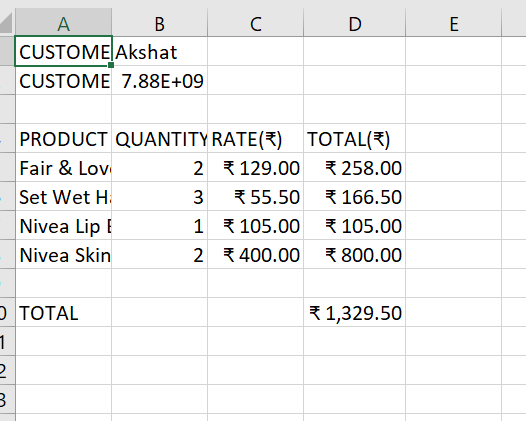 A B C D E
CUSTOME Akshat
CUSTOME 7.88E+09
PRODUCT QUANTITY RATE(₹) TOTAL(₹)
Fair & Lov 2 ₹ 129.00 ₹ 258.00
Set Wet H 3 ₹ 55.50 ₹ 166.50
Nivea Lip 1 ₹ 105.00 ₹ 105.00
Nivea Skin 2 ₹ 400.00 ₹ 800.00
0 TOTAL ₹ 1,329.50
1
2
3